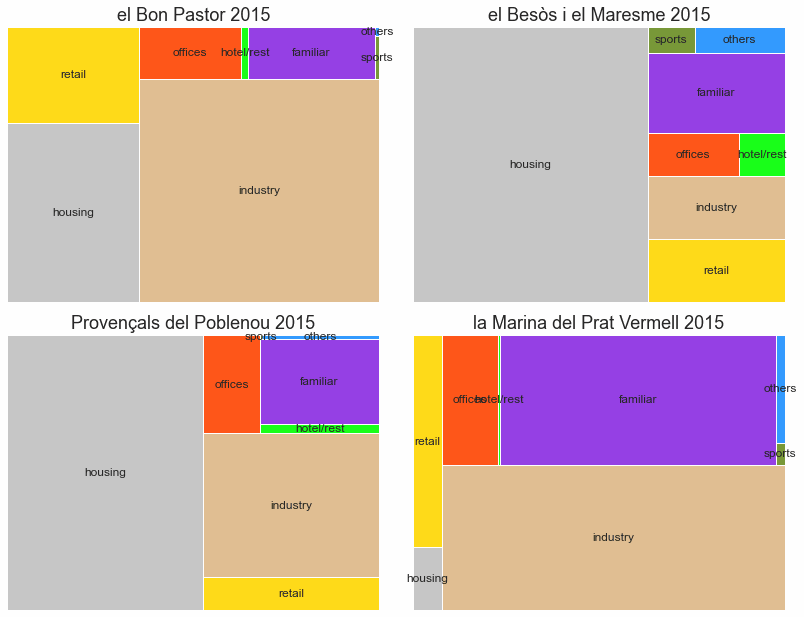 el Bon Pastor 2015
others
offices
hotel/rest
familiar
sports
retail
industry
housing
el Besòs i el Maresme 2015
sports
others
familiar
offices
hotel/rest
housing
industry
retail
Provençals del Poblenou 2015
sports
others
offices
familiar
hotel/rest
housing
industry
retail
la Marina del Prat Vermell 2015
others
offices
hotel/rest
familiar
retail
sports
industry
housing